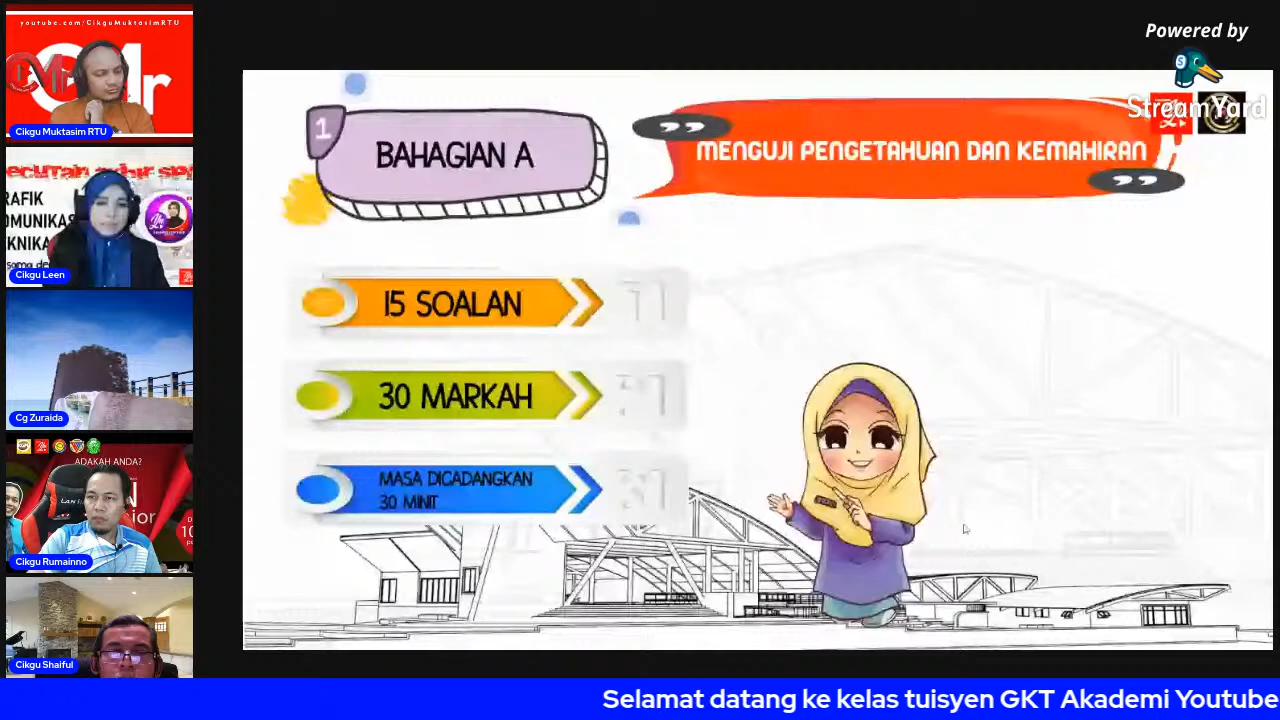 youtube.com/CikguMuktasimRTU
Cikgu Muktasim RTU
RAFIK
OMUNIKAS
EKNIKA
Cikgu Leen
Cg Zuraida
ADAKAH ANDA?
Cikgu Rumainno
Cikgu Shaiful
Powered by
StreamYard
1
BAHAGIAN A
MENGUJI PENGETAHUAN DAN KEMAHIRAN
15 SOALAN
30 MARKAH
MASA DICADANGKAN
30 MINIT
Selamat datang ke kelas tuisyen GKT Akademi Youtube